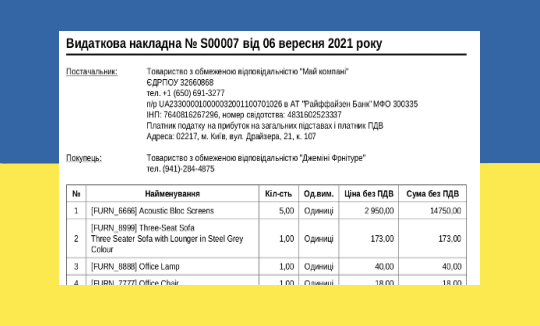 Видаткова накладна № S00007 від 06 вересня 2021 року
Постачальник: Товариство з обмеженою відповідальністю "Май компані"
ЄДРПОУ 32660868
тел. +1 (650) 691-3277
п/р UA233000010000032001100701026 в АТ "Райффайзен Банк" МФО 300335
ІНП: 7640816267296, номер свідотства: 4831602523337
Платник податку на прибуток на загальних підставах і платник ПДВ
Адреса: 02217, м. Київ, вул. Драйзера, 21, к. 107
Покупець: Товариство з обмеженою відповідальністю "Джеміні Фрнітуре"
тел. (941)-284-4875
№ Найменування Кіл-сть Од.вим. Ціна без ПДВ Сума без ПДВ
1 [FURN_6666] Acoustic Bloc Screens 5,00 Одиниці 2 950,00 14750,00
[FURN_8999] Three-Seat Sofa
2 Three Seater Sofa with Lounger in Steel Grey 1,00 Одиниці 173,00 173,00
Colour
3 [FURN_8888] Office Lamp 1,00 Одиниці 40,00 40,00
4 [FURN_7777] Office Chair 1,00 Одиниці 18,00 18,00